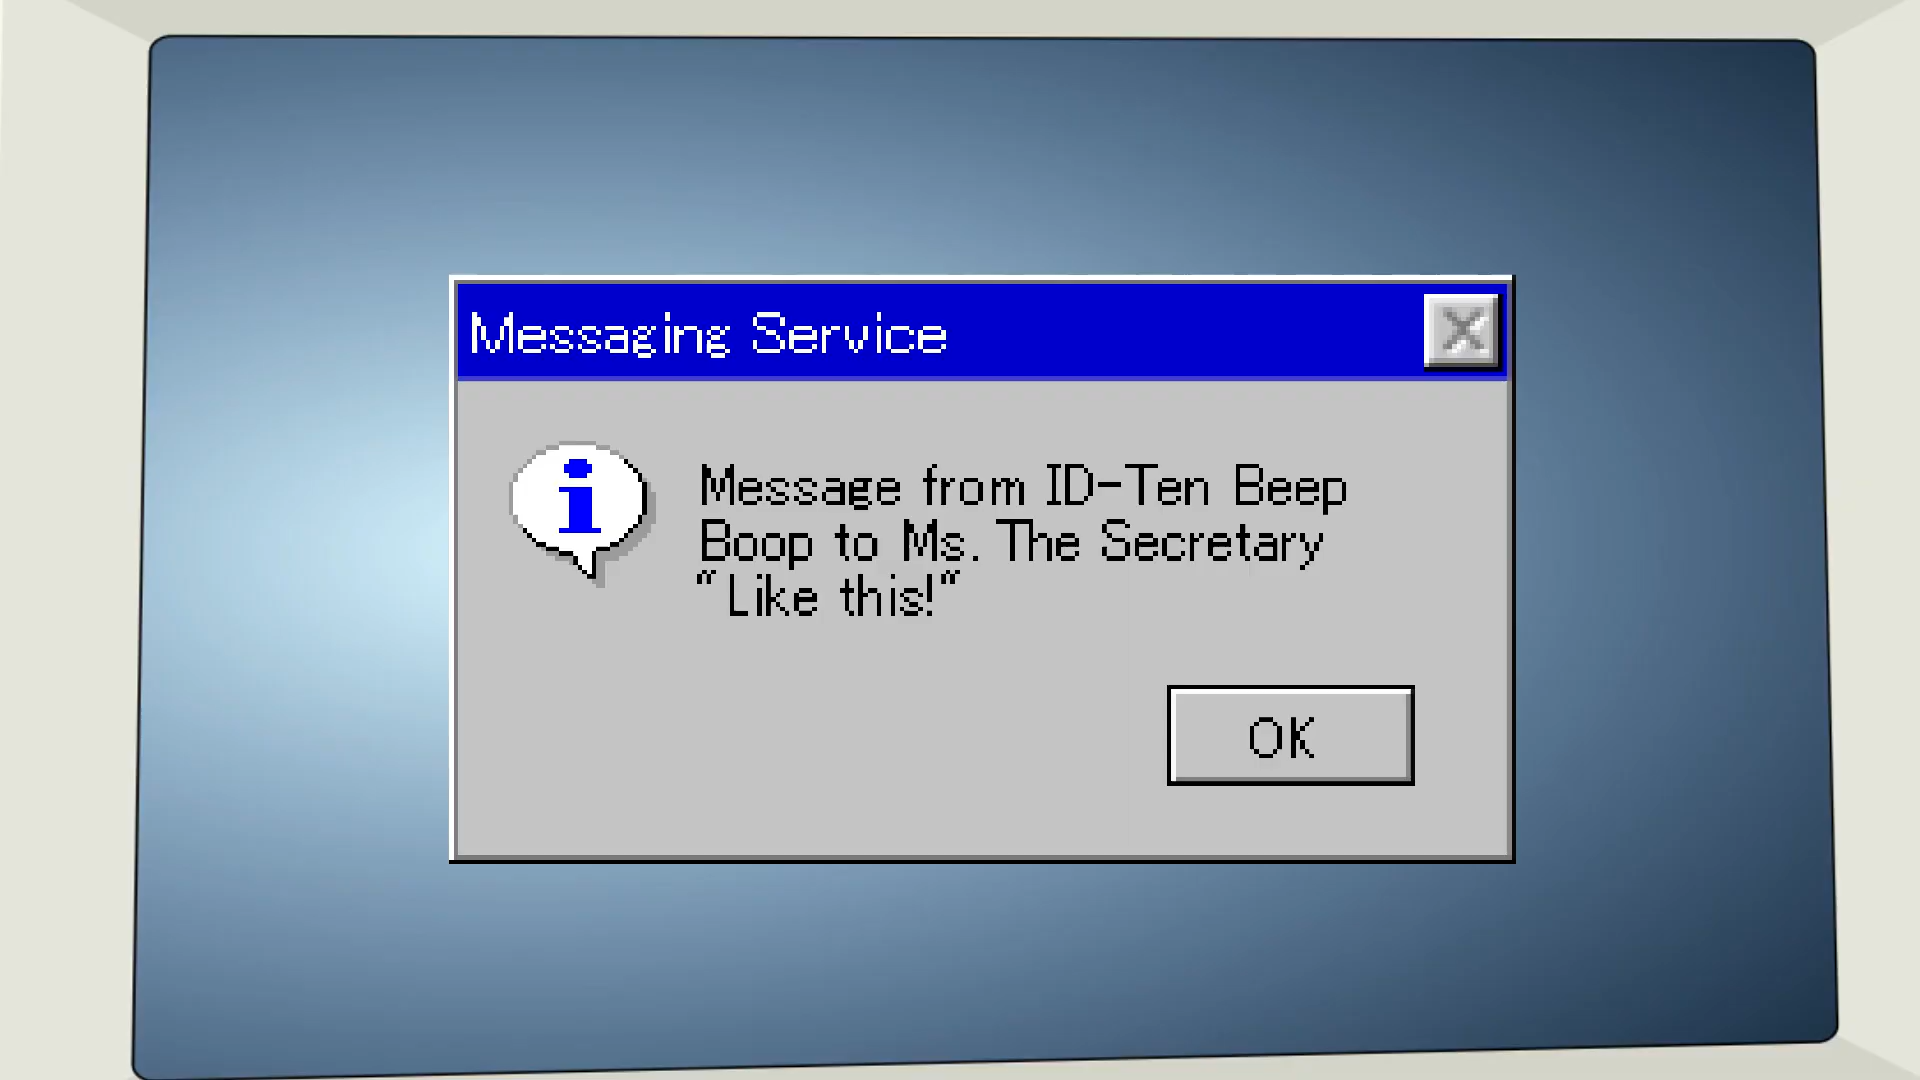 Messaging Service
Message from ID-Ten Beep
Boop to Ms. The Secretary
“Like this!“
OK